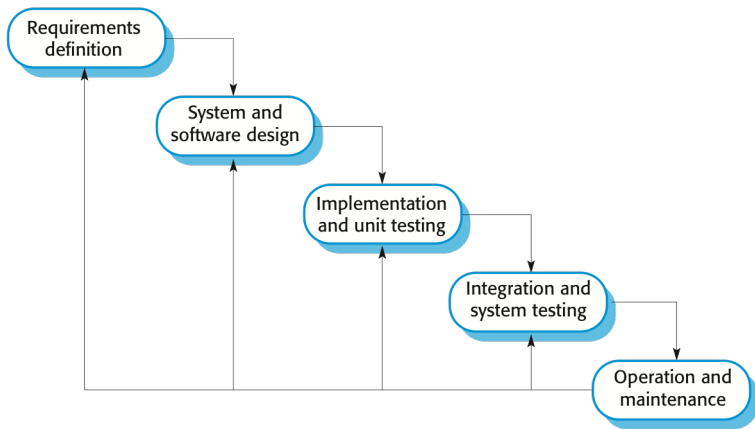 Requirements
definition
System and
software design
Implementation
and unit testing
Integration and
system testing
Operation and
maintenance